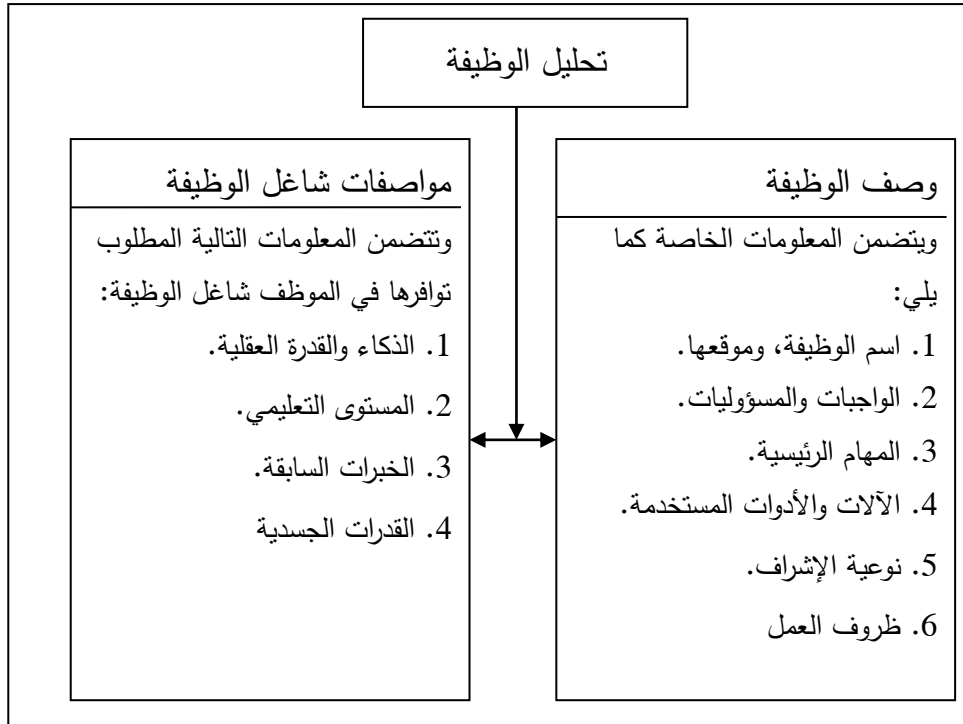 تحليل الوظيفة
وصف الوظيفة
ويتضمن المعلومات الخاصة كما
يلي:
1. اسم الوظيفة، وموقعها.
2. الواجبات والمسؤوليات.
3. المهام الرئيسية.
4. الآلات والأدوات المستخدمة.
5. نوعية الإشراف.
6. ظروف العمل
مواصفات شاغل الوظيفة
وتتضمن المعلومات التالية المطلوب
توافرها في الموظف شاغل الوظيفة:
1. الذكاء والقدرة العقلية.
2. المستوى التعليمي.
3. الخبرات السابقة.
4. القدرات الجسدية